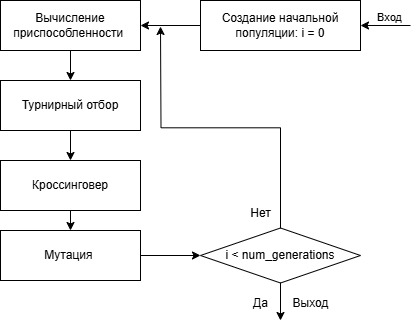 Вход
Создание начальной
популяции: i = 0
Вычисление
приспособленности
Турнирный отбор
Кроссинговер
Мутация
i < num_generations
Нет
Да
Выход